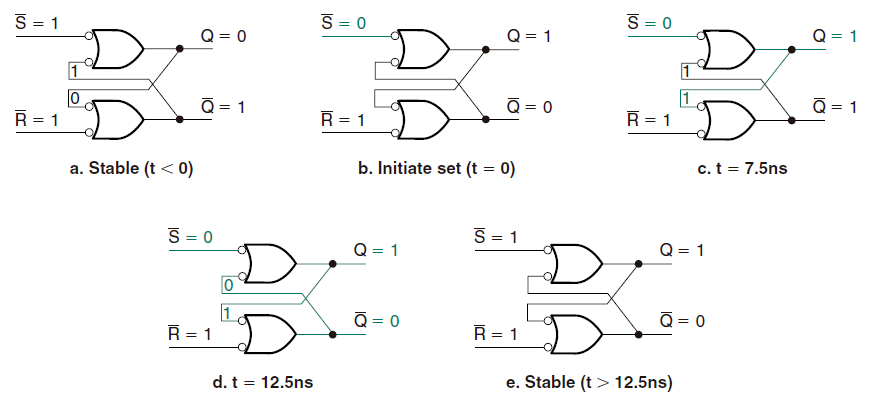 S̅ = 1
Q = 0
1
0
Q̅ = 1
R̅ = 1
a. Stable (t < 0)
S̅ = 0
Q = 1
Q̅ = 0
R̅ = 1
b. Initiate set (t = 0)
S̅ = 0
Q = 1
1
1
Q̅ = 1
R̅ = 1
c. t = 7.5ns
S̅ = 0
Q = 1
0
1
Q̅ = 0
R̅ = 1
d. t = 12.5ns
S̅ = 1
Q = 1
Q̅ = 0
R̅ = 1
e. Stable (t > 12.5ns)